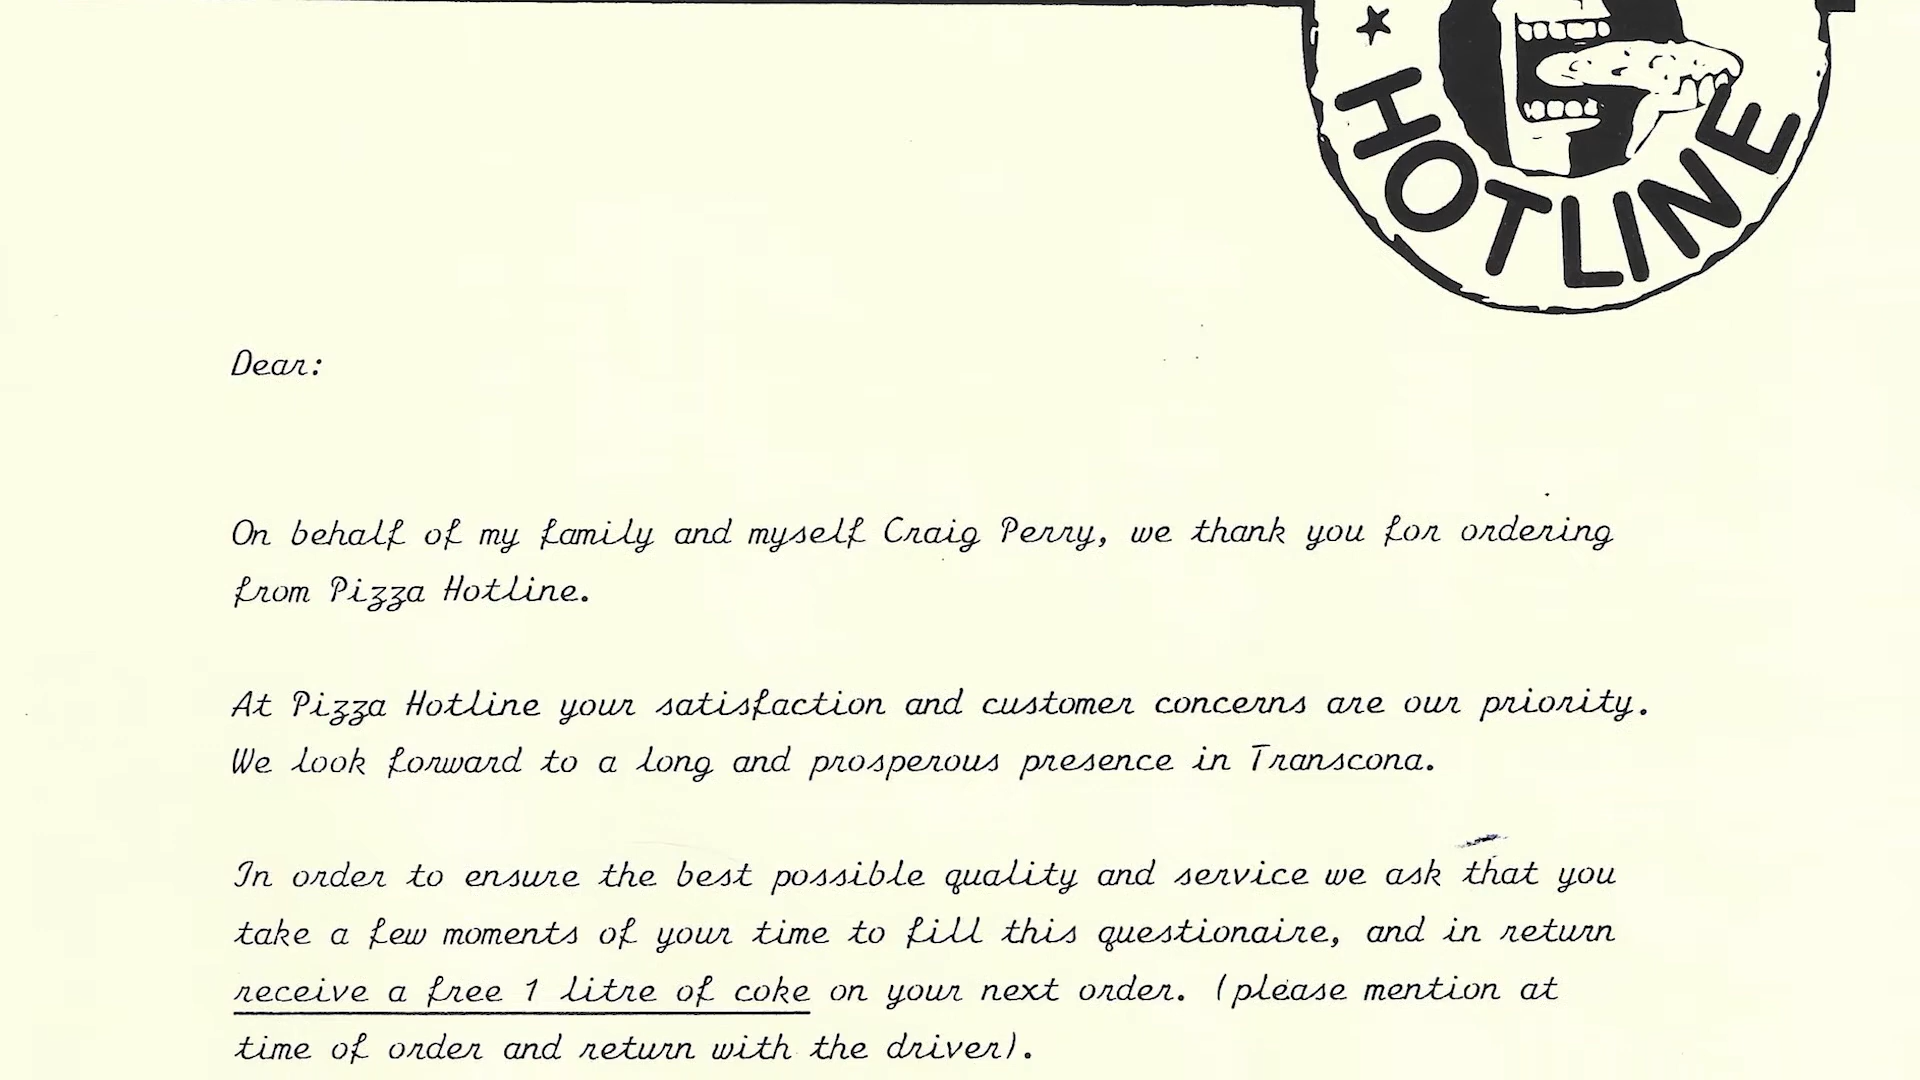 HOTLINE
Dear:
On behalf of my family and myself Craig Perry, we thank you for ordering
from Pizza Hotline.
At Pizza Hotline your satisfaction and customer concerns are our priority.
We look forward to a long and prosperous presence in Transcona.
In order to ensure the best possible quality and service we ask that you
take a few moments of your time to fill this questionaire, and in return
receive a free 1 litre of coke on your next order. (please mention at
time of order and return with the driver).